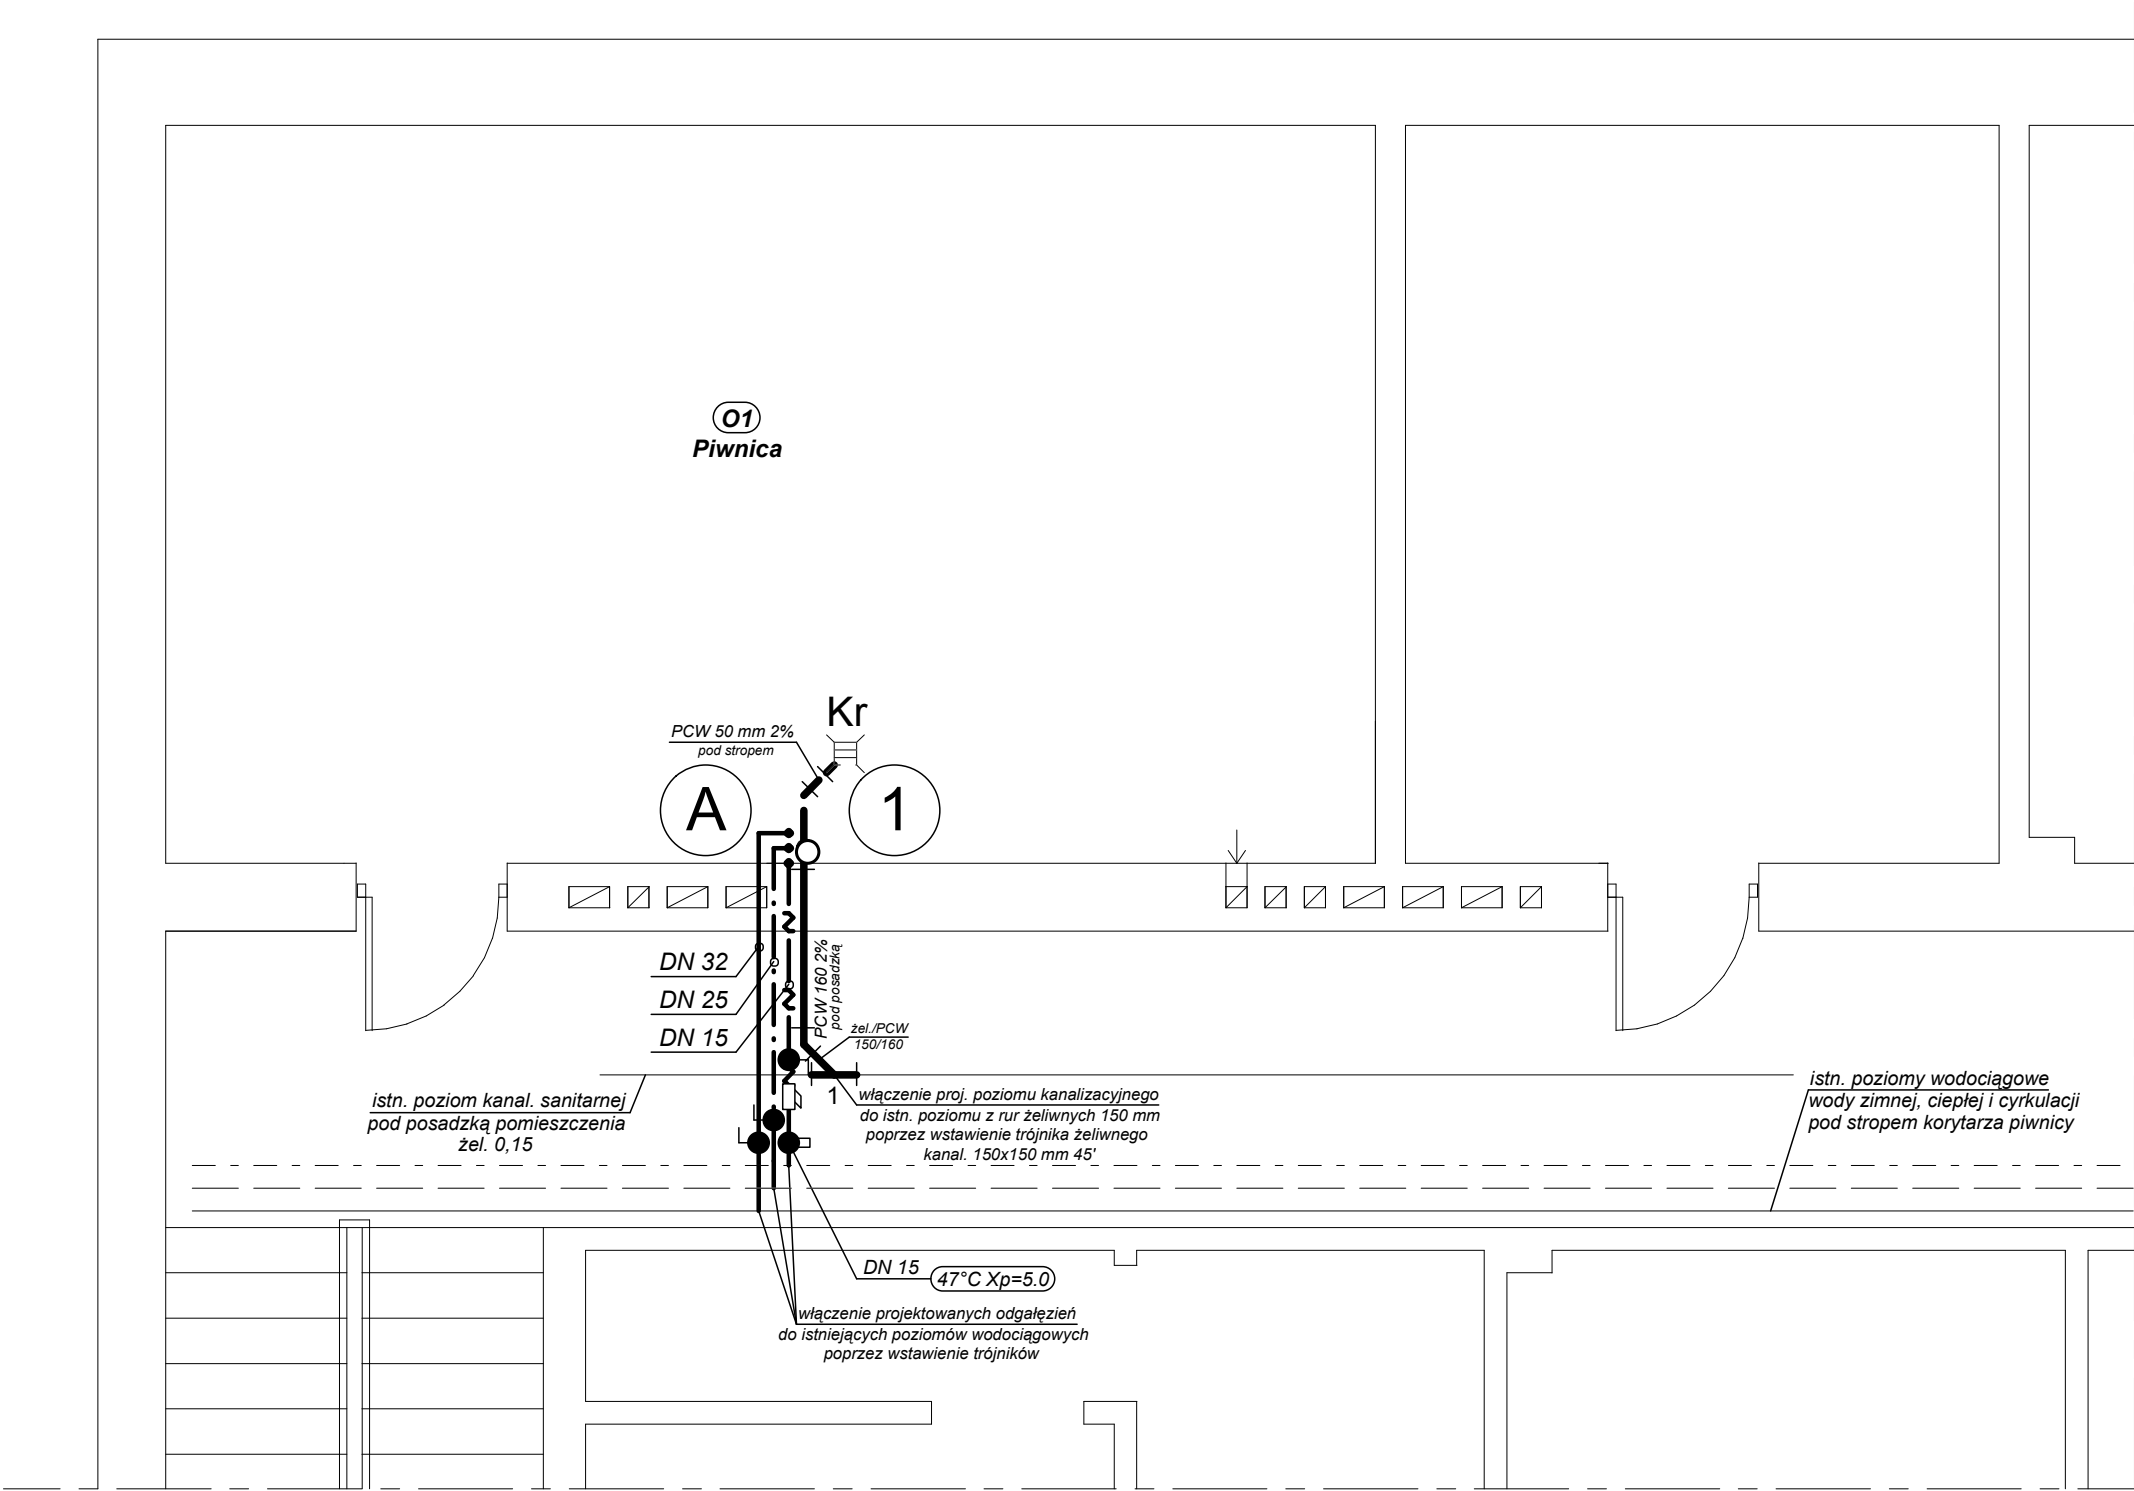 O1
Piwnica
Kr
PCW 50 mm 2%
pod stropem
A
1
DN 32
DN 25
DN 15
PCW 160 2%
pod posadzką
żel./PCW
150/160
1
włączenie proj. poziomu kanalizacyjnego
do istn. poziomu z rur żeliwnych 150 mm
poprzez wstawienie trójnika żeliwnego
kanal. 150x150 mm 45'
istn. poziom kanal. sanitarnej
pod posadzką pomieszczenia
żel. 0,15
istn. poziomy wodociągowe
wody zimnej, ciepłej i cyrkulacji
pod stropem korytarza piwnicy
DN 15
47°C Xp=5.0
włączenie projektowanych odgałęzień
do istniejących poziomów wodociągowych
poprzez wstawienie trójników